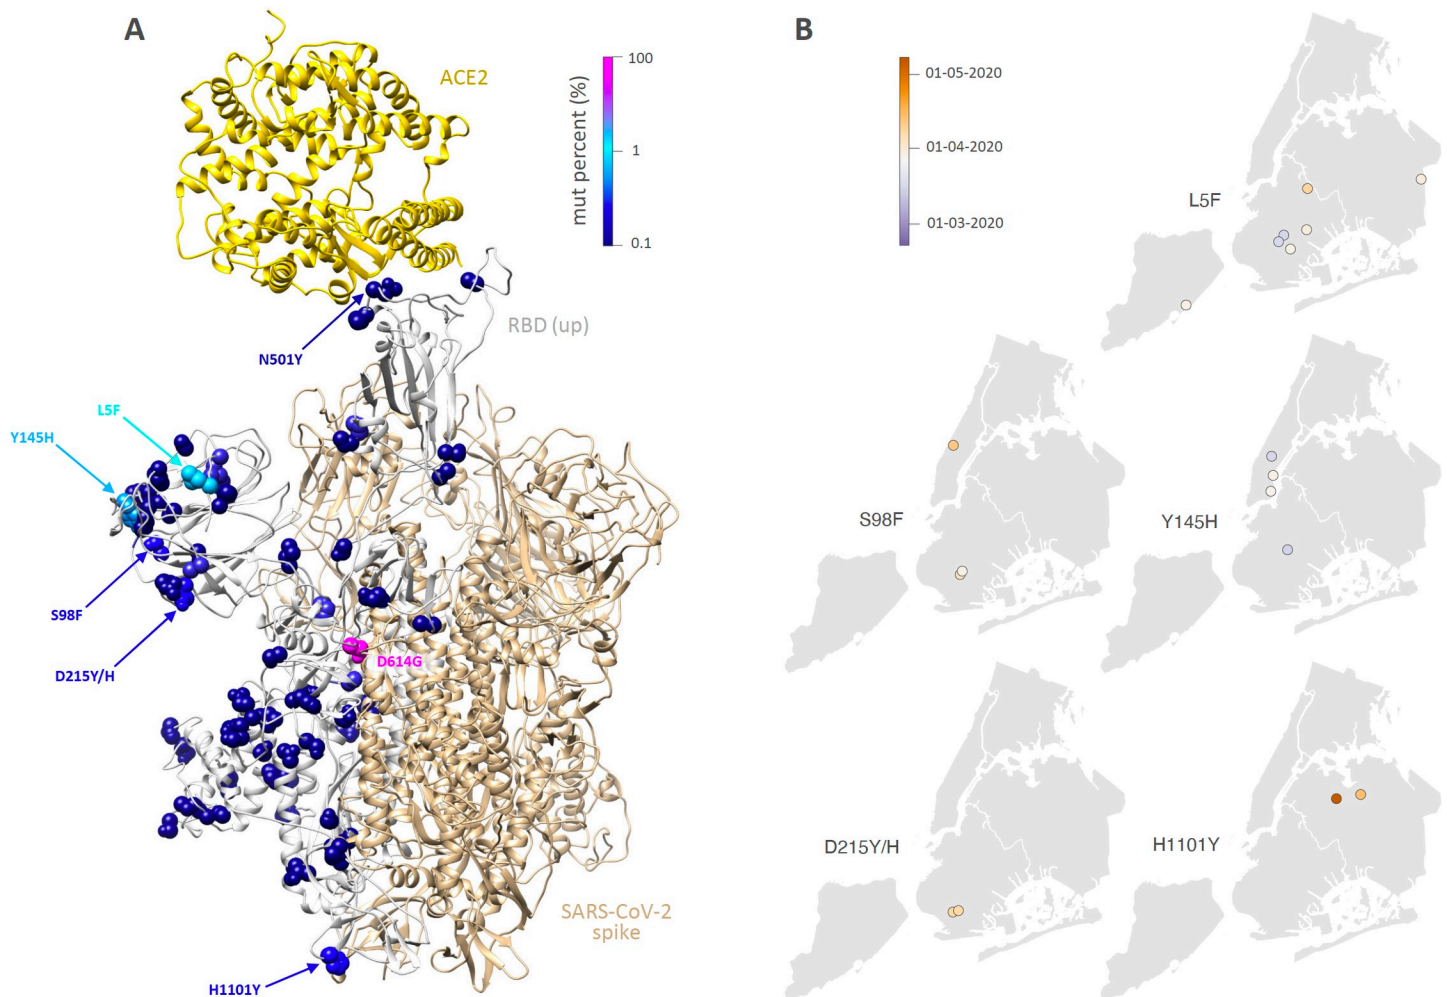 A
ACE2
mut percent (%)
100
1
0.1
N501Y
RBD (up)
L5F
Y145H
S98F
D215Y/H
D614G
SARS-CoV-2
spike
H1101Y
B
01-05-2020
01-04-2020
01-03-2020
L5F
S98F
Y145H
D215Y/H
H1101Y